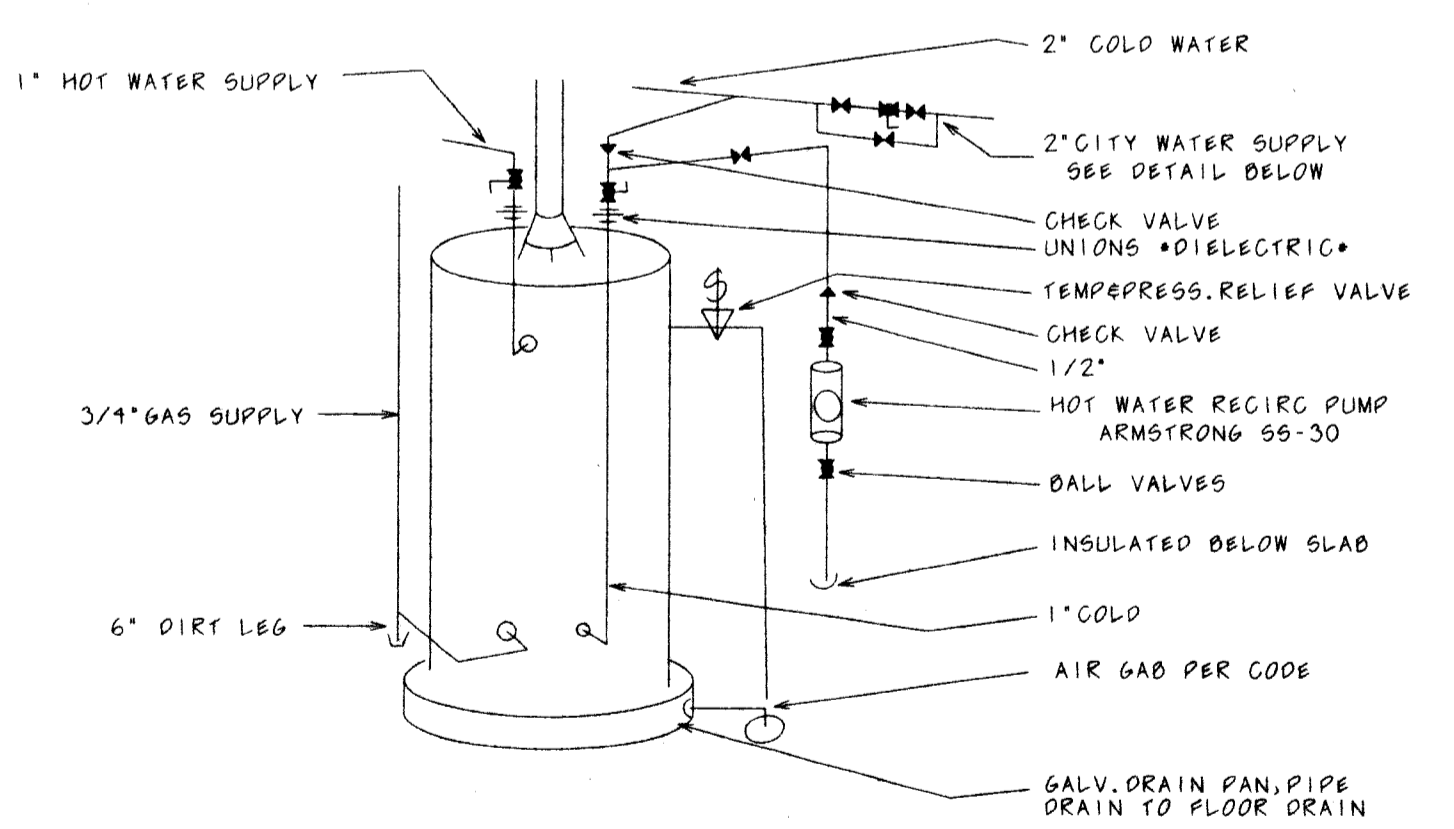 2" COLD WATER
1" HOT WATER SUPPLY
2" CITY WATER SUPPLY
SEE DETAIL BELOW
CHECK VALVE
UNIONS *DIELECTRIC*
TEMP&PRESS.RELIEF VALVE
CHECK VALVE
1/2"
HOT WATER RECIRC PUMP
ARMSTRONG SS-30
3/4" GAS SUPPLY
BALL VALVES
INSULATED BELOW SLAB
1" COLD
6" DIRT LEG
AIR GAB PER CODE
GALV. DRAIN PAN, PIPE
DRAIN TO FLOOR DRAIN